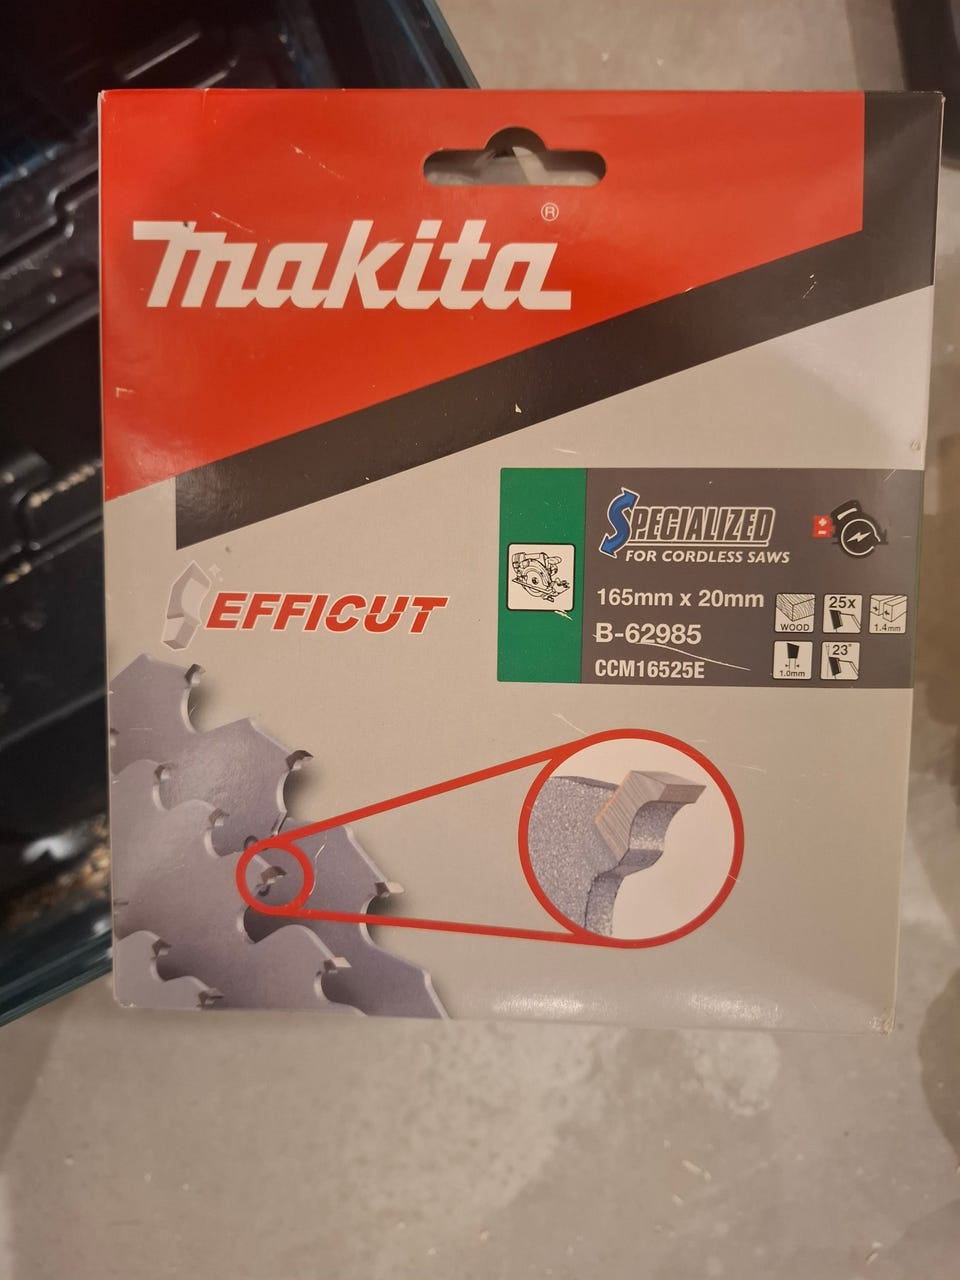 makita®
SPECIALIZED
FOR CORDLESS SAWS
EFFICUT
165mm x 20mm
B-62985
CCM16525E
WOOD
25x
1.4mm
1.0mm
23°